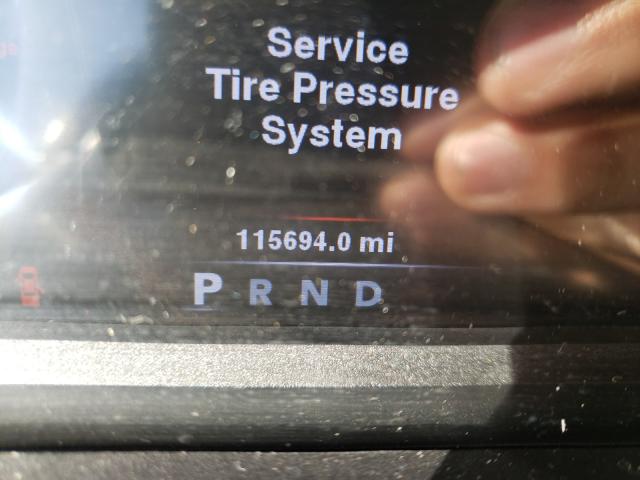 Service
Tire Pressure
System
115694.0 mi
P R N D